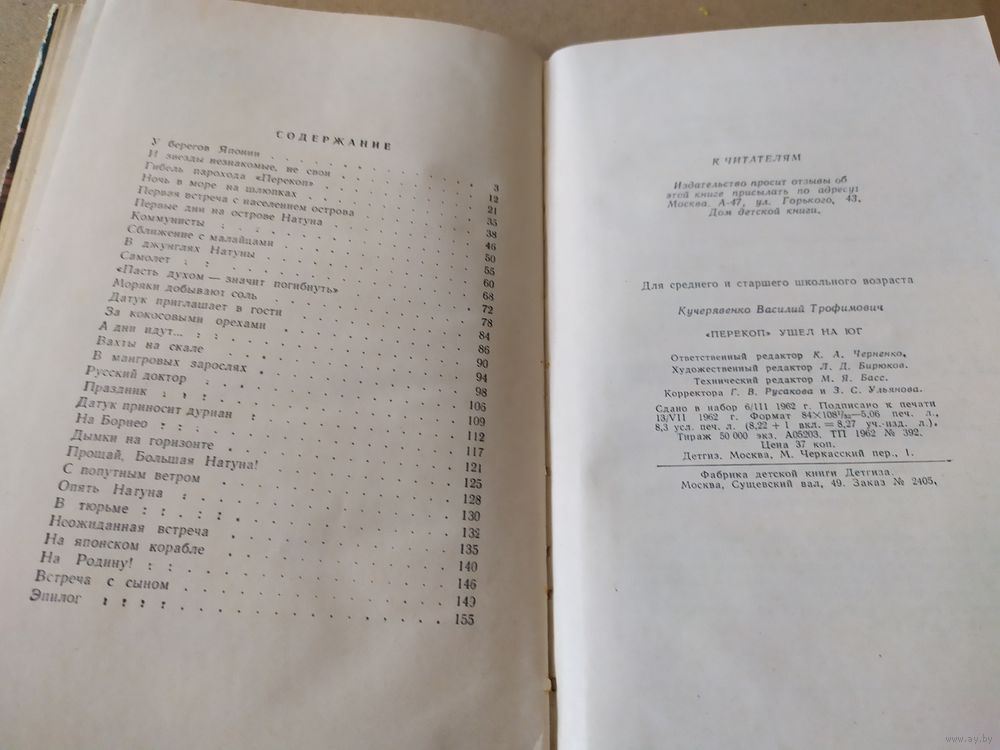 СОДЕРЖАНИЕ
У берегов Японии 3
И звезды незнакомые, не свои 12
Гибель парохода «Перекоп» 21
Ночь в море на шлюпках 35
Первая встреча с населением острова 38
Первые дни на острове Натуна 46
Коммунисты 50
Сближение с малайцами 55
В джунглях Натуны 60
Самолет 68
«Пасть духом — значит погибнуть» 72
Моряки добывают соль 78
Датук приглашает в гости 84
За кокосовыми орехами 86
А дни идут... 90
Вахты на скале 94
В мангровых зарослях 98
Русский доктор 105
Праздник 109
Датук приносит дуриан 112
На Борнео 117
Дымки на горизонте 121
Прощай, Большая Натуна! 125
С попутным ветром 128
Опять Натуна 130
В тюрьме 132
Неожиданная встреча 135
На японском корабле 140
На Родину! 146
Встреча с сыном 149
Эпилог 155
К ЧИТАТЕЛЯМ
Издательство просит отзывы об
этой книге присылать по адресу:
Москва. А-47, ул. Горького, 43.
Дом детской книги.
Для среднего и старшего школьного возраста
Кучерявенко Василий Трофимович
«ПЕРЕКОП» УШЕЛ НА ЮГ
Ответственный редактор К. А. Черненко.
Художественный редактор Л. Д. Бирюков.
Технический редактор М. Я. Басс.
Корректора Г. В. Русакова и З. С. Ульянова.
Сдано в набор 6/III 1962 г. Подписано к печати
13/VII 1962 г. Формат 84×108¹/₃₂—5,06 печ. л.,
8,3 усл. печ. л. (8,22 + 1 вкл. = 8,27 уч.-изд. л.).
Тираж 50 000 экз. А05203. ТП 1962 № 392.
Цена 37 коп.
Детгиз. Москва, М. Черкасский пер., 1.
Фабрика детской книги Детгиза.
Москва, Сущевский вал, 49. Заказ № 2405.
www.ay.by